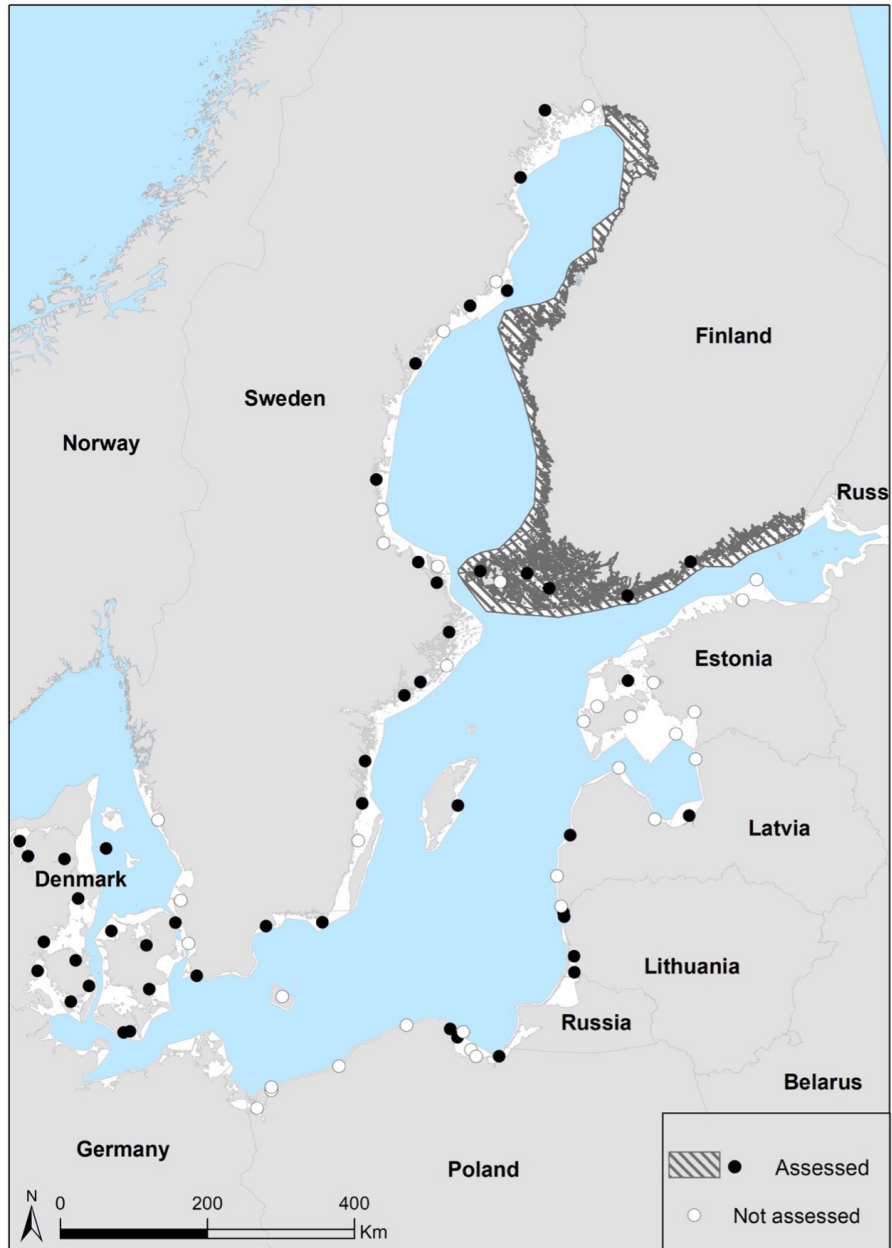 Finland
Sweden
Norway
Russ
Estonia
Latvia
Denmark
Lithuania
Russia
Belarus
Germany
Poland
Assessed
Not assessed
N
0 200 400
Km